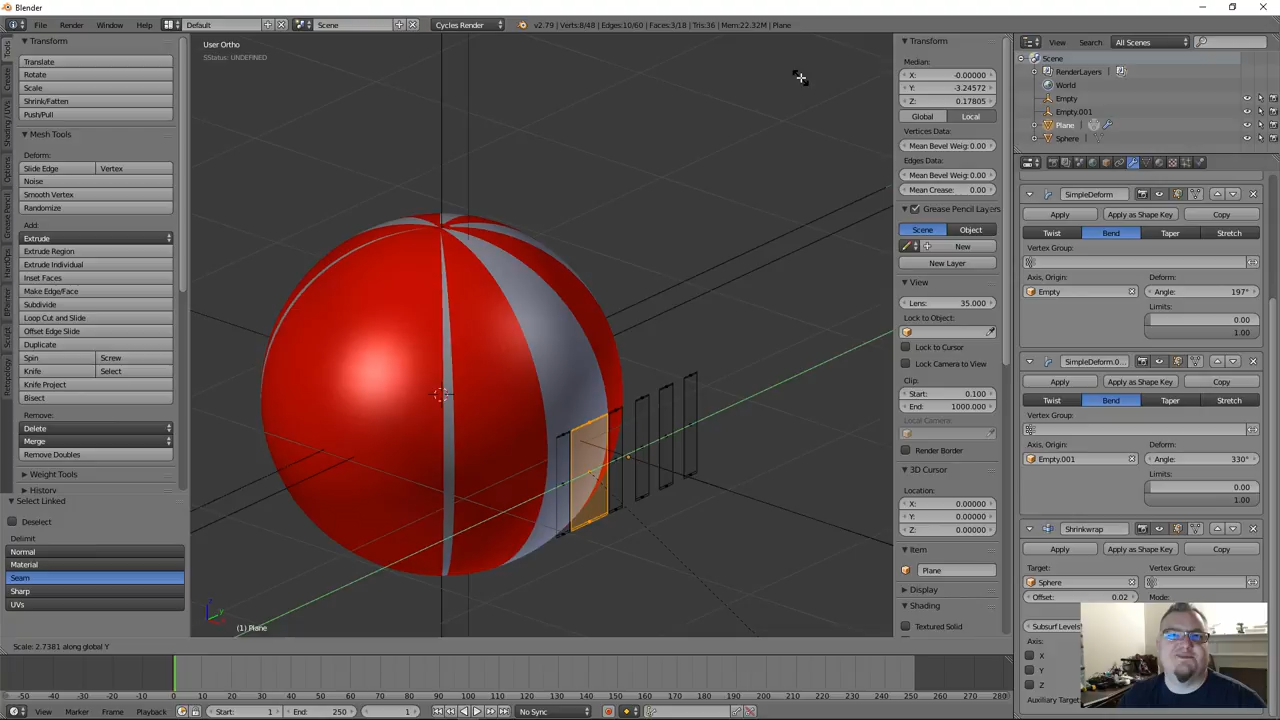 Blender
File Render Window Help Default Scene Cycles Render v2.79 | Verts:8/48 | Edges:10/60 | Faces:3/18 | Tris:36 | Mem:22.32M | Plane
Tools
Create
Shading / UVs
Options
Grease Pencil
HardOps
BPainter
Sculpt
Retopology
Transform
Translate
Rotate
Scale
Shrink/Fatten
Push/Pull
Mesh Tools
Deform:
Slide Edge Vertex
Noise
Smooth Vertex
Randomize
Add:
Extrude
Extrude Region
Extrude Individual
Inset Faces
Make Edge/Face
Subdivide
Loop Cut and Slide
Offset Edge Slide
Duplicate
Spin Screw
Knife Select
Knife Project
Bisect
Remove:
Delete
Merge
Remove Doubles
Weight Tools
History
Select Linked
Deselect
Delimit
Normal
Material
Seam
Sharp
UVs
User Ortho
SStatus: UNDEFINED
(1) Plane
Scale: 2.7381 along global Y
Transform
Median:
X: -0.00000
Y: -3.24572
Z: 0.17805
Global Local
Vertices Data:
Mean Bevel Weig: 0.00
Edges Data:
Mean Bevel Weig: 0.00
Mean Crease: 0.00
Grease Pencil Layers
Scene Object
New
New Layer
View
Lens: 35.000
Lock to Object:
Lock to Cursor
Lock Camera to View
Clip:
Start: 0.100
End: 1000.000
Local Camera:
Render Border
3D Cursor
Location:
X: 0.00000
Y: 0.00000
Z: 0.00000
Item
Plane
Display
Shading
Textured Solid
View Search All Scenes
Scene
RenderLayers
World
Empty
Empty.001
Plane
Sphere
SimpleDeform
Apply Apply as Shape Key Copy
Twist Bend Taper Stretch
Vertex Group:
Axis, Origin: Deform:
Empty Angle: 197°
Limits:
0.00
1.00
SimpleDeform.0...
Apply Apply as Shape Key Copy
Twist Bend Taper Stretch
Vertex Group:
Axis, Origin: Deform:
Empty.001 Angle: 330°
Limits:
0.00
1.00
Shrinkwrap
Apply Apply as Shape Key Copy
Target: Vertex Group:
Sphere
Offset: 0.02 Mode:
Subsurf Levels
Axis:
X
Y
Z
Auxiliary Target
-50 -40 -30 -20 -10 0 10 20 30 40 50 60 70 80 90 100 110 120 130 140 150 160 170 180 190 200 210 220 230 240 250 260 270 280
View Marker Frame Playback Start: 1 End: 250 1 No Sync